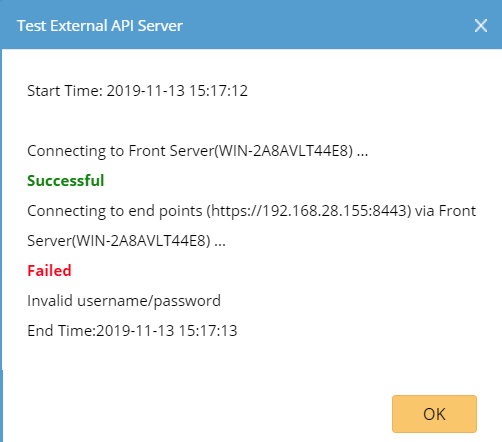 Test External API Server
Start Time: 2019-11-13 15:17:12
Connecting to Front Server(WIN-2A8AVLT44E8) ...
Successful
Connecting to end points (https://192.168.28.155:8443) via Front
Server(WIN-2A8AVLT44E8) ...
Failed
Invalid username/password
End Time:2019-11-13 15:17:13
OK